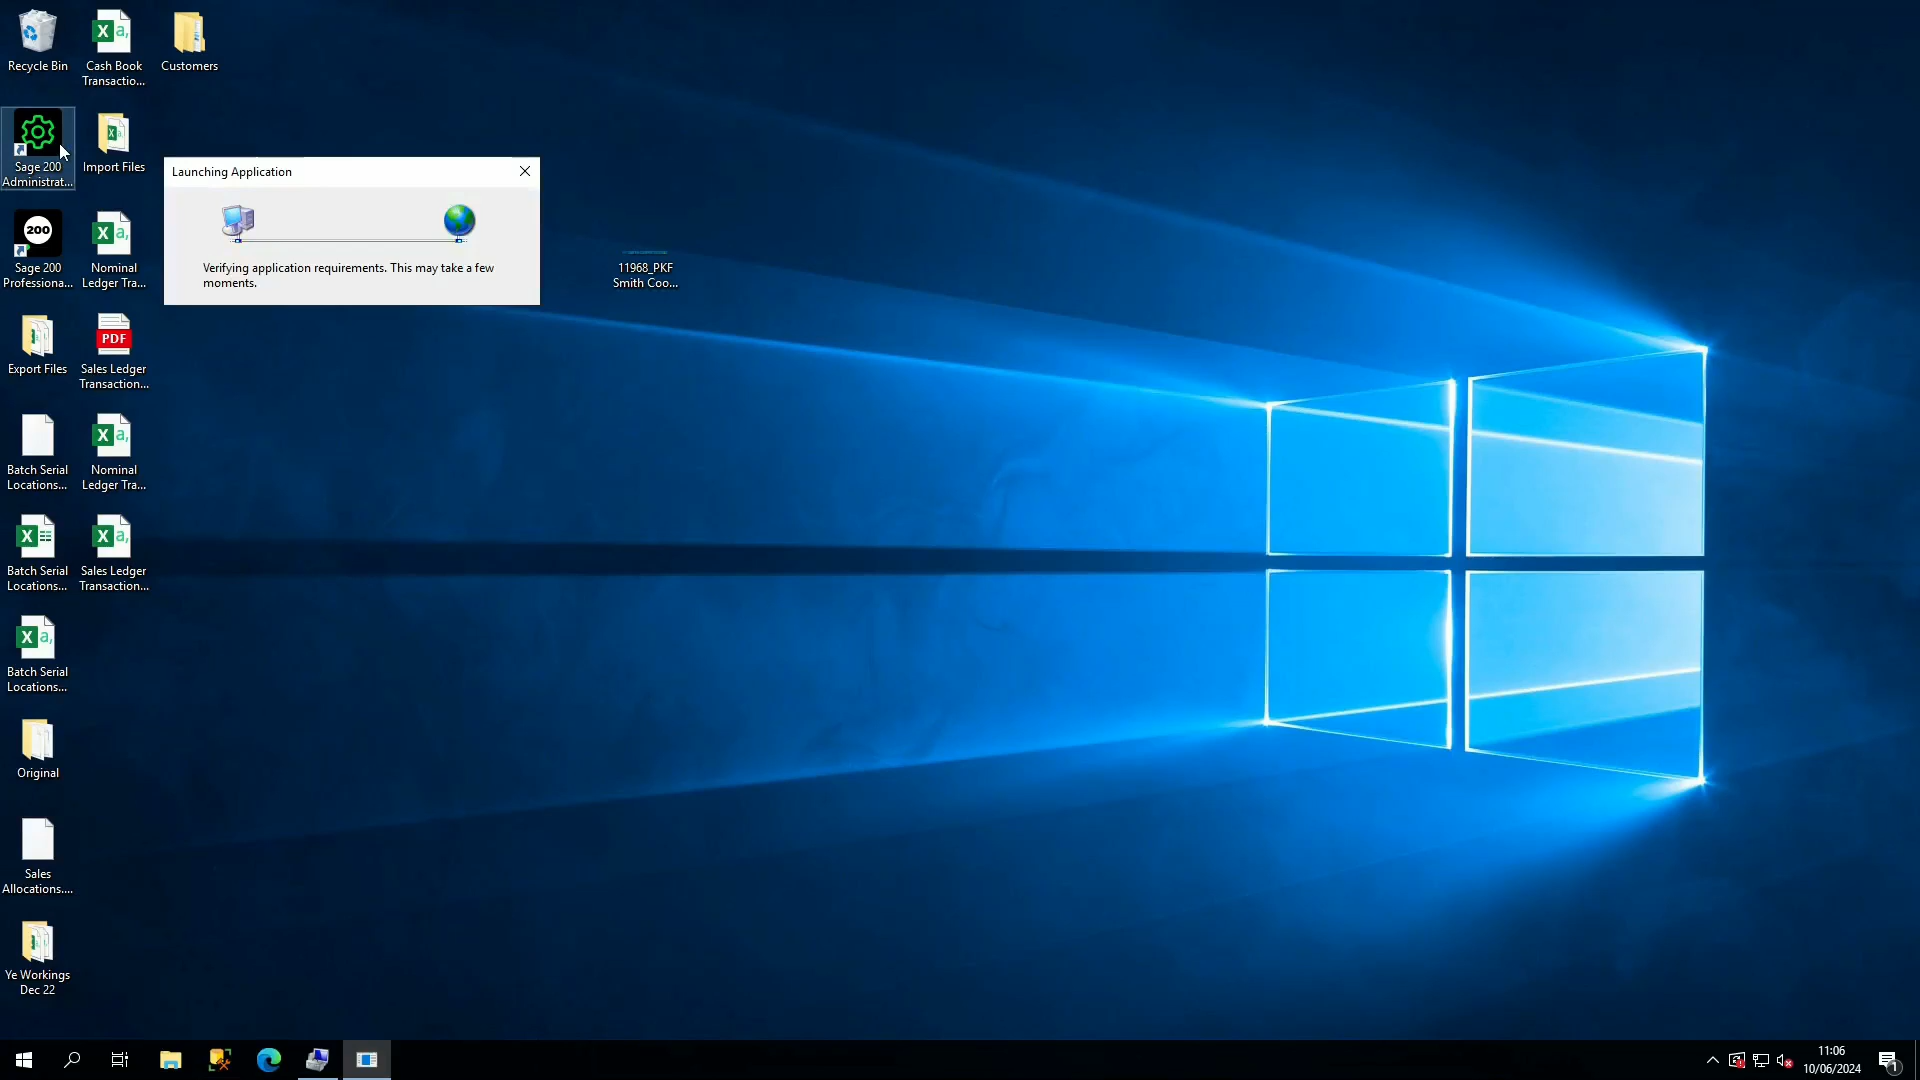 Recycle Bin
Cash Book
Transactio...
Customers
Sage 200
Administrat...
Import Files
Launching Application
Verifying application requirements. This may take a few
moments.
200
Sage 200
Professiona...
Nominal
Ledger Tra...
11968_PKF
Smith Coo...
Export Files
PDF
Sales Ledger
Transaction...
Batch Serial
Locations...
Nominal
Ledger Tra...
Batch Serial
Locations...
Sales Ledger
Transaction...
Batch Serial
Locations...
Original
Sales
Allocations....
Ye Workings
Dec 22
11:06
10/06/2024
1